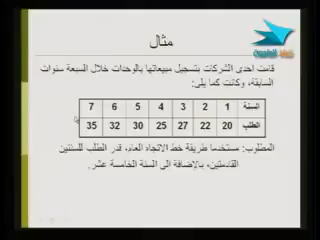 مثال
قامت احدى الشركات بتسجيل مبيعاتها بالوحدات خلال السبعة سنوات
السابقة، وكانت كما يلى:
السنة 1 2 3 4 5 6 7
الطلب 20 22 27 25 30 32 35
المطلوب: مستخدما طريقة خط الاتجاه العام، قدر الطلب للسنتين
القادمتين، بالإضافة الى السنة الخامسة عشر.